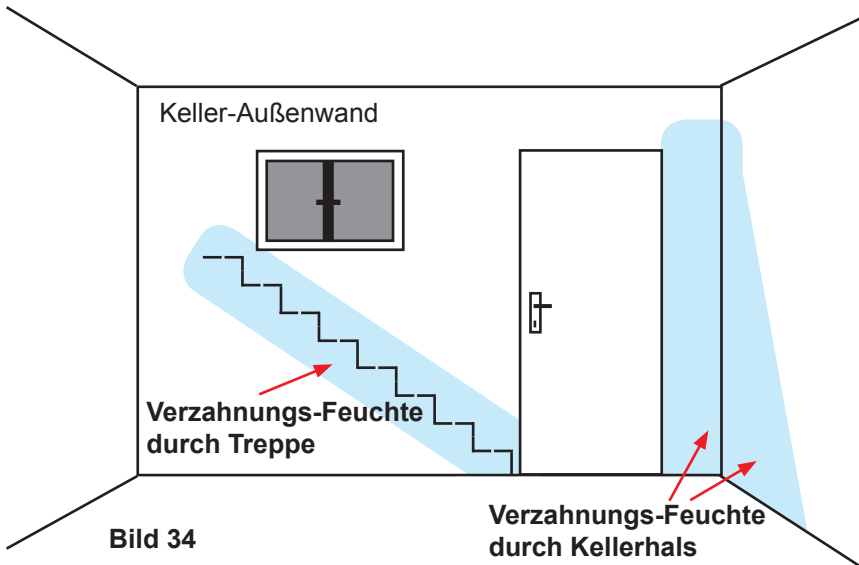 Keller-Außenwand
Verzahnungs-Feuchte
durch Treppe
Verzahnungs-Feuchte
durch Kellerhals
Bild 34